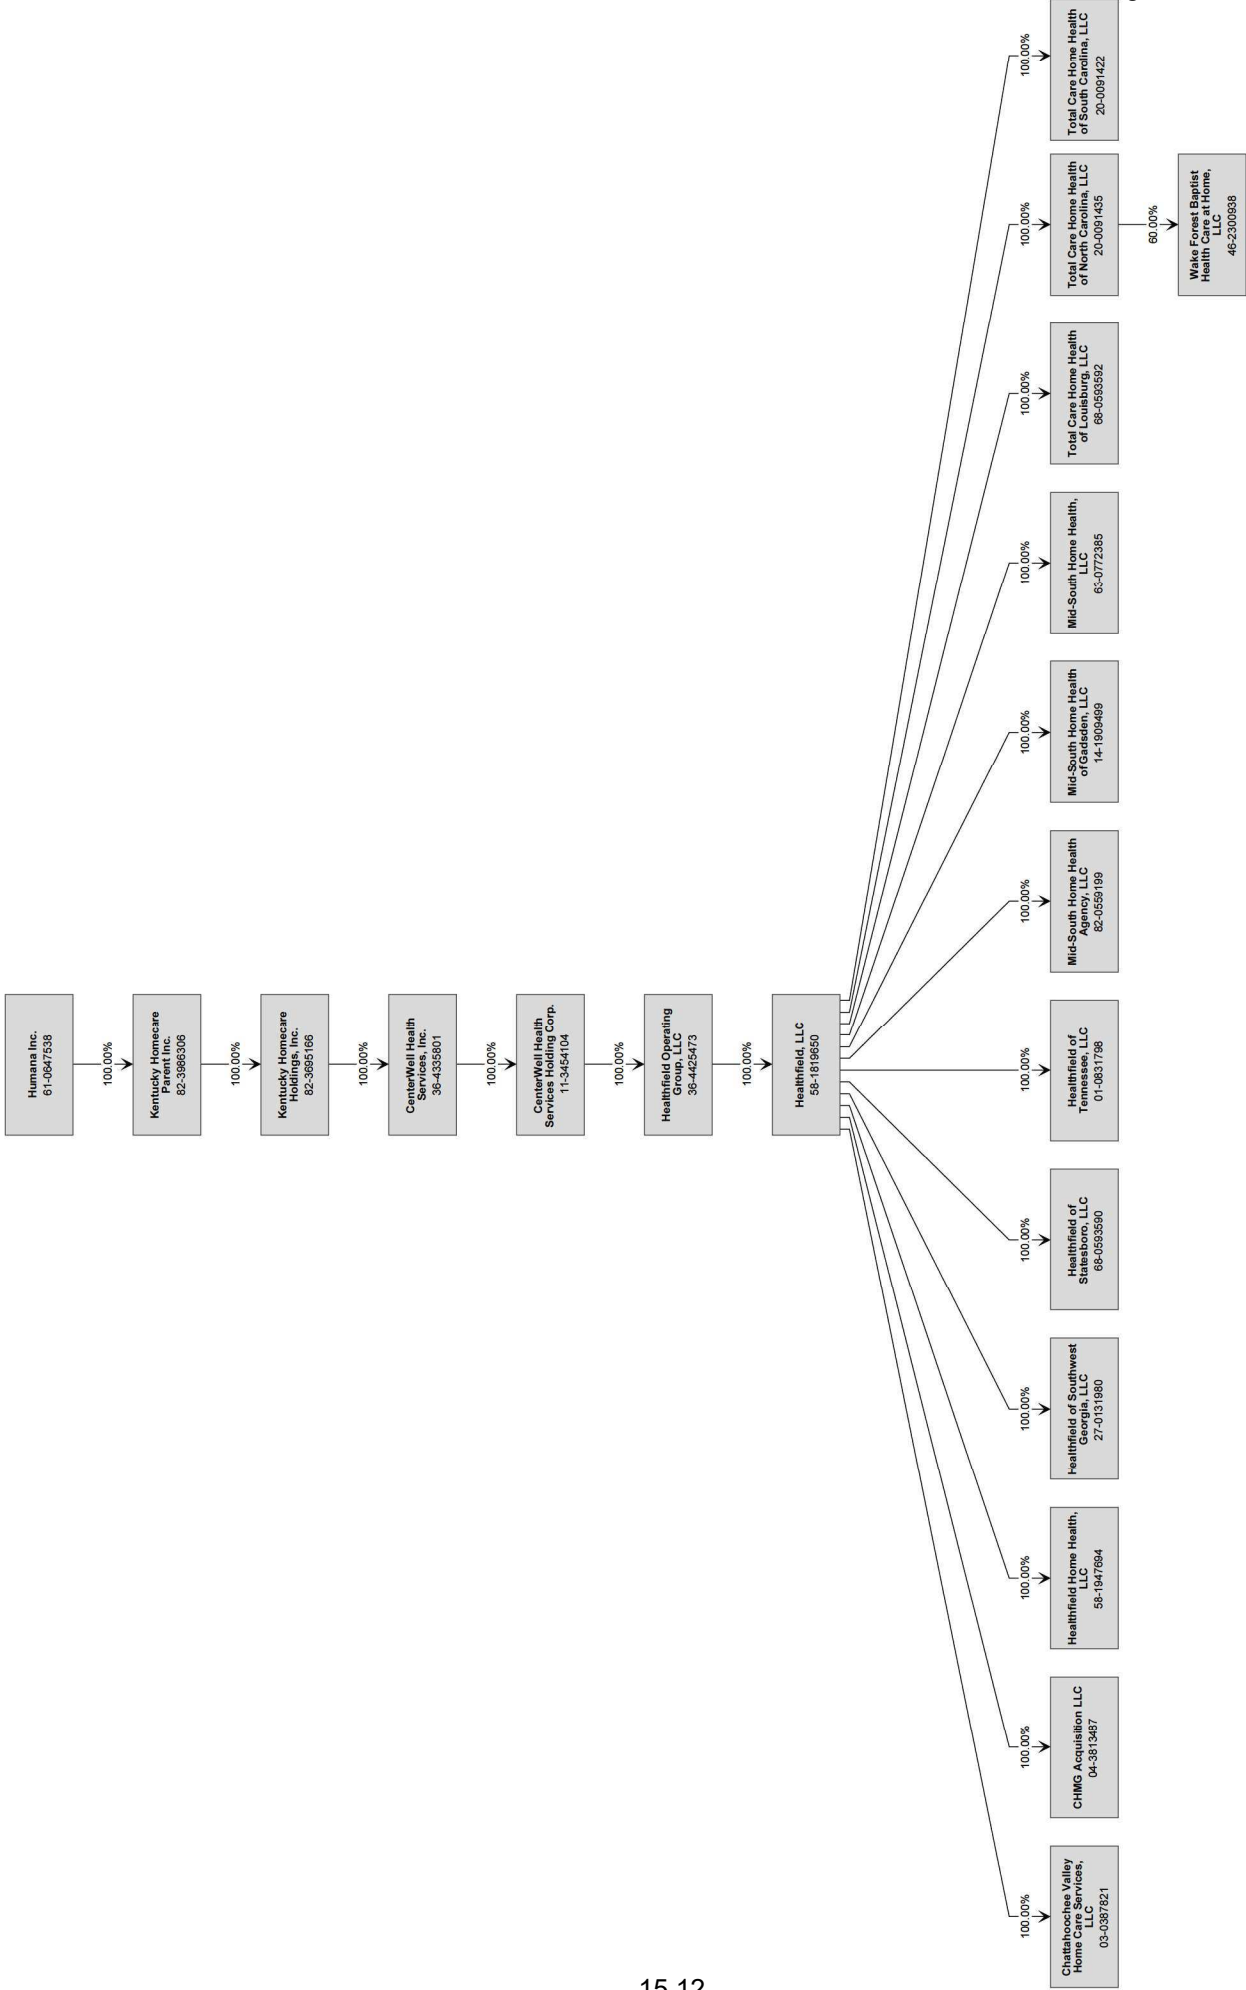 Humana Inc.
61-0647538
100.00%
Kentucky Homecare
Parent Inc.
82-3986306
100.00%
Kentucky Homecare
Holdings, Inc.
82-3695166
100.00%
CenterWell Health
Services, Inc.
36-4335801
100.00%
CenterWell Health
Services Holding Corp.
11-3454104
100.00%
Healthfield Operating
Group, LLC
36-4425473
100.00%
Healthfield, LLC
58-1819650
100.00%
100.00%
100.00%
100.00%
100.00%
100.00%
100.00%
100.00%
100.00%
100.00%
100.00%
100.00%
Chattahoochee Valley
Home Care Services,
LLC
03-0387821
CHMG Acquisition LLC
04-3813487
Healthfield Home Health,
LLC
58-1947694
Healthfield of Southwest
Georgia, LLC
27-0131980
Healthfield of
Statesboro, LLC
68-0593590
Healthfield of
Tennessee, LLC
01-0831798
Mid-South Home Health
Agency, LLC
82-0559199
Mid-South Home Health
of Gadsden, LLC
14-1909499
Mid-South Home Health,
LLC
63-0772385
Total Care Home Health
of Louisburg, LLC
68-0593592
Total Care Home Health
of North Carolina, LLC
20-0091435
Total Care Home Health
of South Carolina, LLC
20-0091422
60.00%
Wake Forest Baptist
Health Care at Home,
LLC
46-2300938
15.12